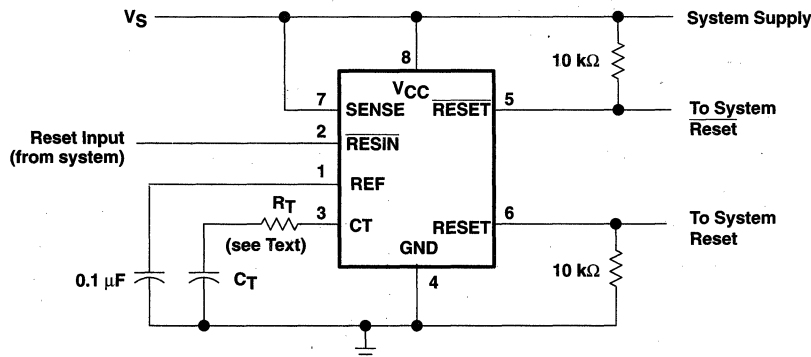 VS
System Supply
8
10 kΩ
VCC
7
SENSE
RESET
5
To System
Reset
Reset Input
(from system)
2
RESIN
1
REF
RT
3
CT
(see Text)
RESET
6
To System
Reset
GND
0.1 μF
CT
4
10 kΩ